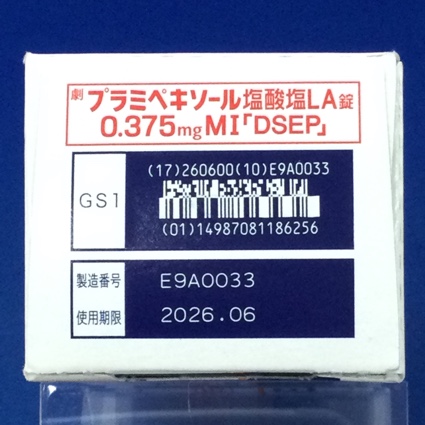 劇 プラミペキソール塩酸塩LA錠
0.375mg MI「DSEP」
(17)260600(10)E9A0033
GS1
(01)14987081186256
製造番号 E9A0033
使用期限 2026.06